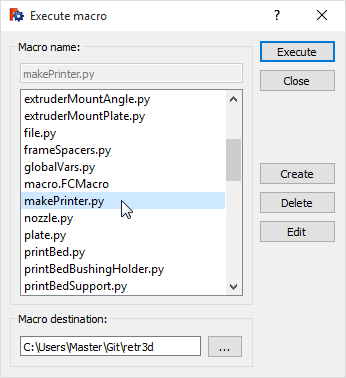 Execute macro
?
Macro name:
makePrinter.py
Execute
Close
extruderMountAngle.py
extruderMountPlate.py
file.py
frameSpacers.py
globalVars.py
macro.FCMacro
makePrinter.py
nozzle.py
plate.py
printBed.py
printBedBushingHolder.py
printBedSupport.py
Create
Delete
Edit
Macro destination:
C:\Users\Master\Git\retr3d
...